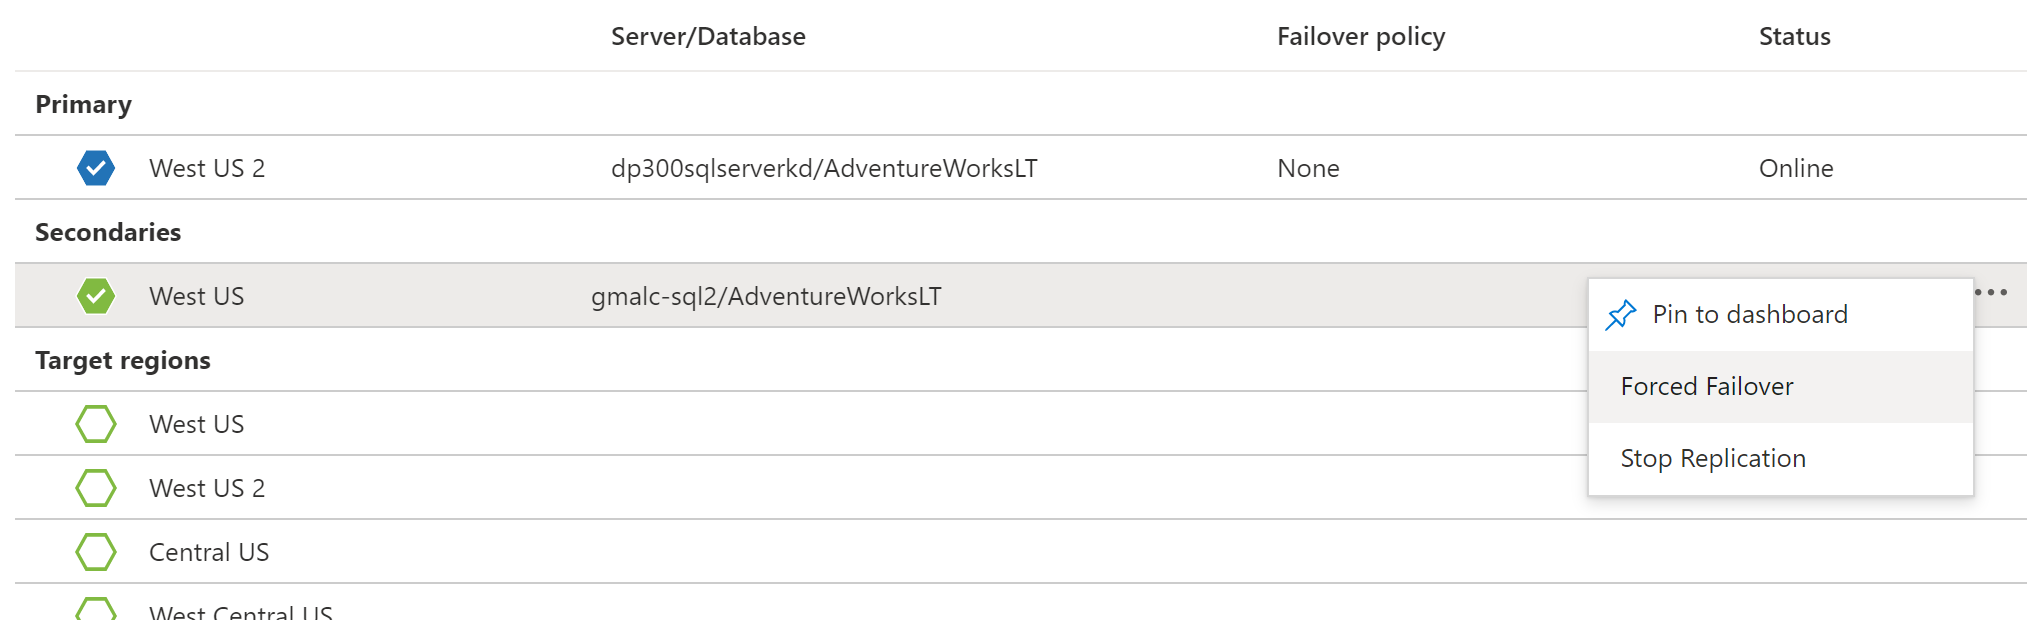 Server/Database Failover policy Status
Primary
West US 2 dp300sqlserverkd/AdventureWorksLT None Online
Secondaries
West US gmalc-sql2/AdventureWorksLT
Pin to dashboard
Forced Failover
Stop Replication
Target regions
West US
West US 2
Central US
West Central US